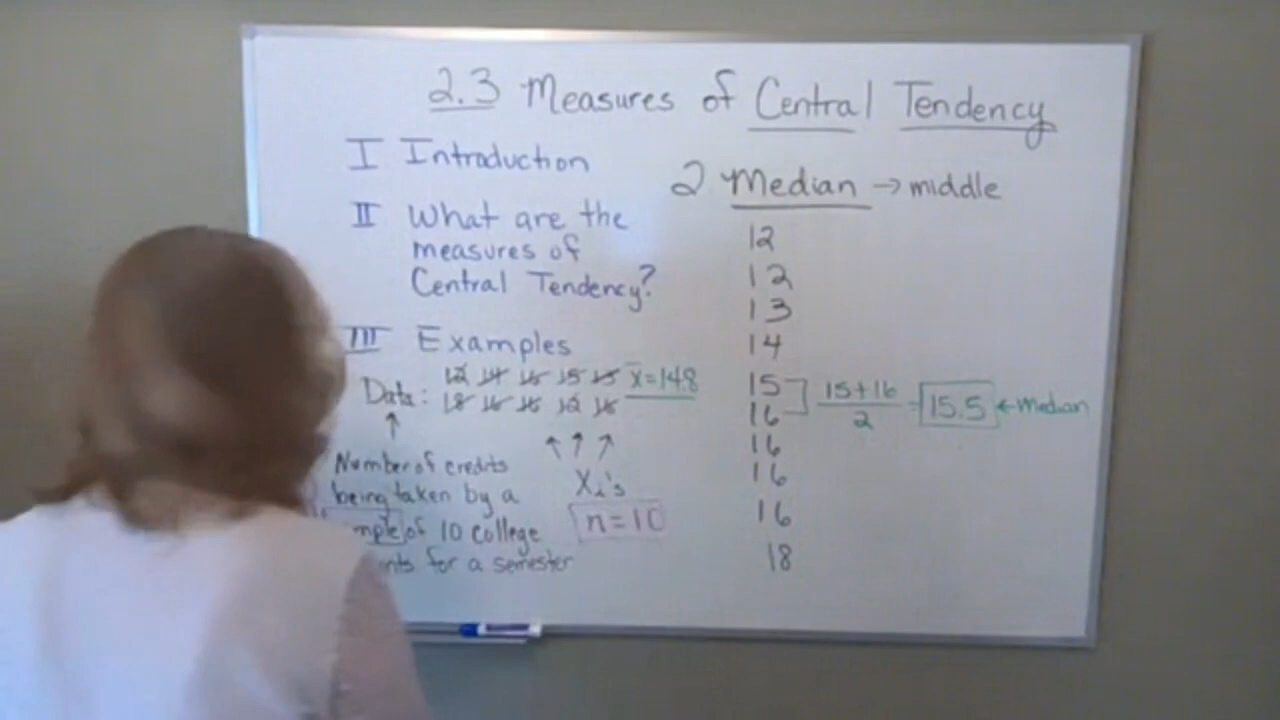 2.3 Measures of Central Tendency
I Introduction
II What are the
measures of
Central Tendency?
III Examples
Data: 12 14 15
18 16 16 12 16
x̄=14.8
Number of credits
being taken by a
of 10 college
for a semester
Xi's
n=10
2 Median → middle
12
12
13
14
15
16
16
16
16
18
15+16
2
= 15.5 ← Median